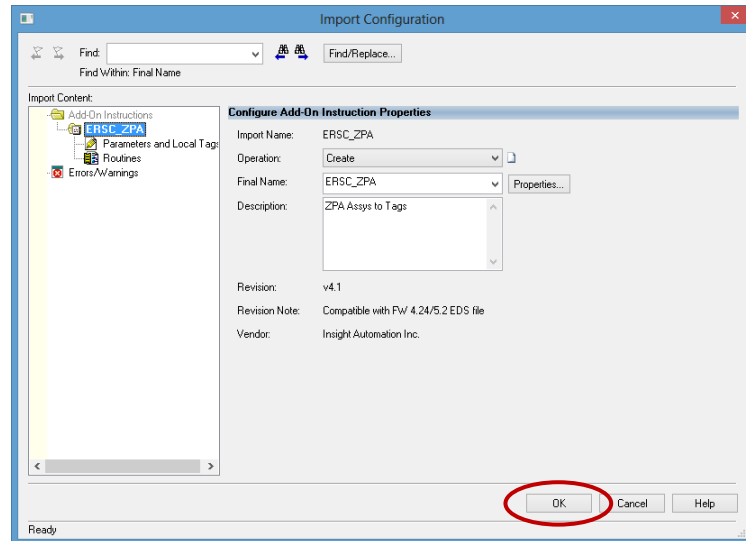 Import Configuration
Find:
Find/Replace...
Find Within: Final Name
Import Content:
Add-On Instructions
ERSC_ZPA
Parameters and Local Tags
Routines
Errors/Warnings
Configure Add-On Instruction Properties
Import Name: ERSC_ZPA
Operation: Create
Final Name: ERSC_ZPA Properties...
Description: ZPA Assys to Tags
Revision: v4.1
Revision Note: Compatible with FW 4.24/5.2 EDS file
Vendor: Insight Automation Inc.
OK Cancel Help
Ready